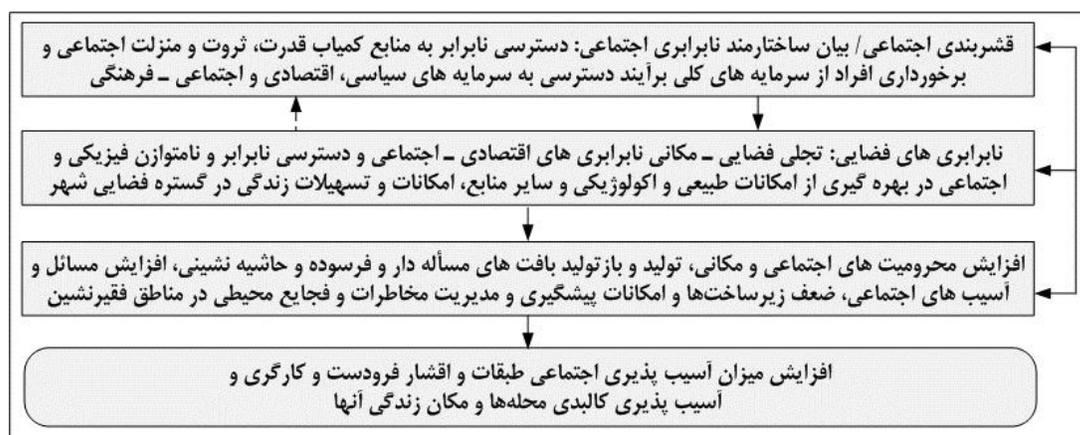 قشربندی اجتماعی/ بیان ساختارمند نابرابری اجتماعی: دسترسی نابرابر به منابع کمیاب قدرت، ثروت و منزلت اجتماعی و
برخورداری افراد از سرمایه های کلی برآیند دسترسی به سرمایه های سیاسی، اقتصادی و اجتماعی ـ فرهنگی
نابرابری های فضایی: تجلی فضایی ـ مکانی نابرابری های اقتصادی ـ اجتماعی و دسترسی نابرابر و نامتوازن فیزیکی و
اجتماعی در بهره گیری از امکانات طبیعی و اکولوژیکی و سایر منابع، امکانات و تسهیلات زندگی در گستره فضایی شهر
افزایش محرومیت های اجتماعی و مکانی، تولید و بازتولید بافت های مسأله دار و فرسوده و حاشیه نشینی، افزایش مسائل و
آسیب های اجتماعی، ضعف زیرساخت‌ها و امکانات پیشگیری و مدیریت مخاطرات و فجایع محیطی در مناطق فقیرنشین
افزایش میزان آسیب پذیری اجتماعی طبقات و اقشار فرودست و کارگری و
آسیب پذیری کالبدی محله‌ها و مکان زندگی آنها